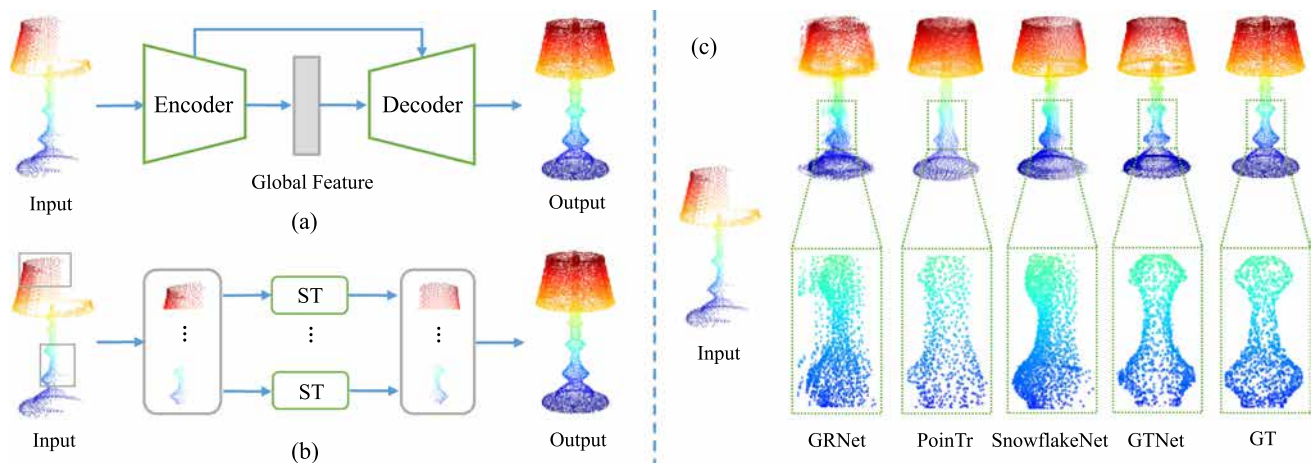 Encoder
Decoder
Global Feature
Input
Output
(a)
ST
⋮
⋮
⋮
ST
Input
Output
(b)
(c)
Input
GRNet
PoinTr
SnowflakeNet
GTNet
GT